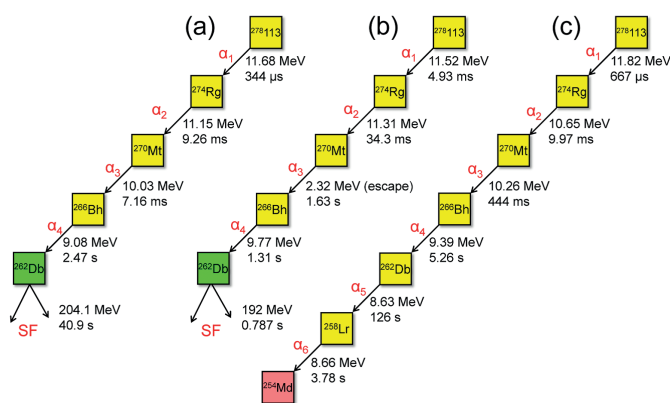 (a)
²⁷⁸113
α₁
11.68 MeV
344 µs
²⁷⁴Rg
α₂
11.15 MeV
9.26 ms
²⁷⁰Mt
α₃
10.03 MeV
7.16 ms
²⁶⁶Bh
α₄
9.08 MeV
2.47 s
²⁶²Db
204.1 MeV
40.9 s
SF
(b)
²⁷⁸113
α₁
11.52 MeV
4.93 ms
²⁷⁴Rg
α₂
11.31 MeV
34.3 ms
²⁷⁰Mt
α₃
2.32 MeV (escape)
1.63 s
²⁶⁶Bh
α₄
9.77 MeV
1.31 s
²⁶²Db
192 MeV
0.787 s
SF
(c)
²⁷⁸113
α₁
11.82 MeV
667 µs
²⁷⁴Rg
α₂
10.65 MeV
9.97 ms
²⁷⁰Mt
α₃
10.26 MeV
444 ms
²⁶⁶Bh
α₄
9.39 MeV
5.26 s
²⁶²Db
α₅
8.63 MeV
126 s
²⁵⁸Lr
α₆
8.66 MeV
3.78 s
²⁵⁴Md